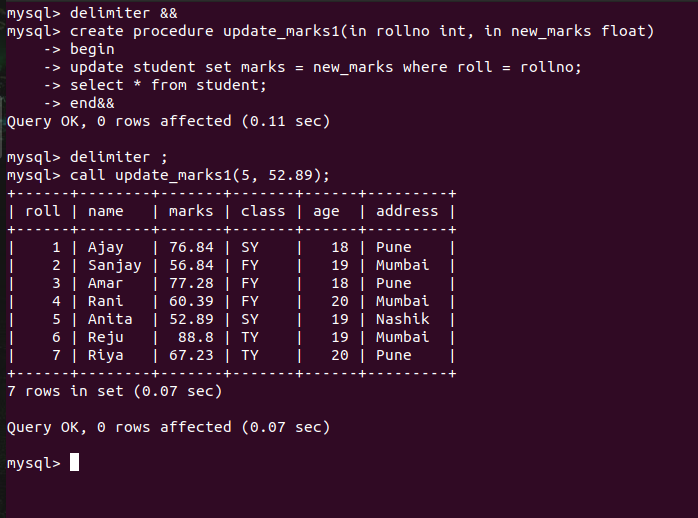 mysql> delimiter &&
mysql> create procedure update_marks1(in rollno int, in new_marks float)
    -> begin
    -> update student set marks = new_marks where roll = rollno;
    -> select * from student;
    -> end&&
Query OK, 0 rows affected (0.11 sec)

mysql> delimiter ;
mysql> call update_marks1(5, 52.89);
+------+--------+-------+-------+------+---------+
| roll | name   | marks | class | age  | address |
+------+--------+-------+-------+------+---------+
|    1 | Ajay   | 76.84 | SY    |   18 | Pune    |
|    2 | Sanjay | 56.84 | FY    |   19 | Mumbai  |
|    3 | Amar   | 77.28 | FY    |   18 | Pune    |
|    4 | Rani   | 60.39 | FY    |   20 | Mumbai  |
|    5 | Anita  | 52.89 | SY    |   19 | Nashik  |
|    6 | Reju   |  88.8 | TY    |   19 | Mumbai  |
|    7 | Riya   | 67.23 | TY    |   20 | Pune    |
+------+--------+-------+-------+------+---------+
7 rows in set (0.07 sec)

Query OK, 0 rows affected (0.07 sec)

mysql>